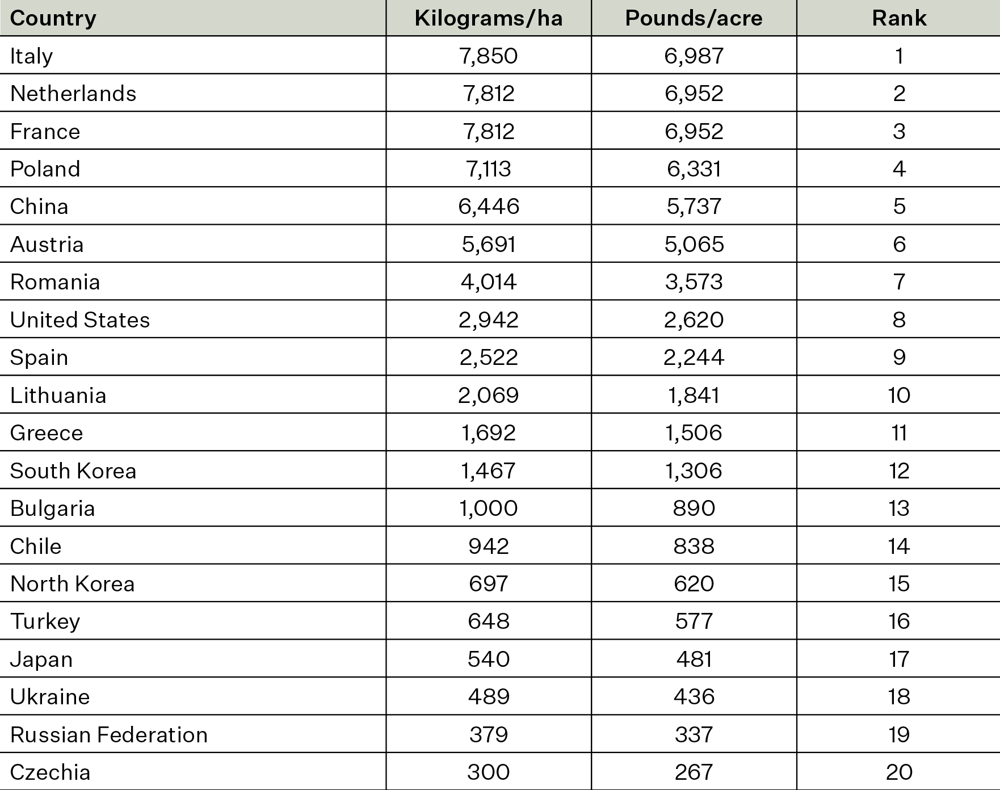 Country Kilograms/ha Pounds/acre Rank
Italy 7,850 6,987 1
Netherlands 7,812 6,952 2
France 7,812 6,952 3
Poland 7,113 6,331 4
China 6,446 5,737 5
Austria 5,691 5,065 6
Romania 4,014 3,573 7
United States 2,942 2,620 8
Spain 2,522 2,244 9
Lithuania 2,069 1,841 10
Greece 1,692 1,506 11
South Korea 1,467 1,306 12
Bulgaria 1,000 890 13
Chile 942 838 14
North Korea 697 620 15
Turkey 648 577 16
Japan 540 481 17
Ukraine 489 436 18
Russian Federation 379 337 19
Czechia 300 267 20